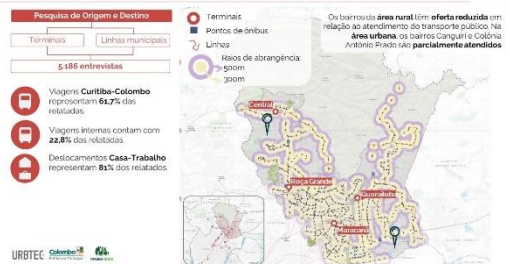 Pesquisa de Origem e Destino
Terminais
Linhas municipais
5.186 entrevistas
Viagens Curitiba-Colombo
representam 61,7% das
relatadas.
Viagens internas contam com
22,8% das relatadas.
Deslocamentos Casa-Trabalho
representam 81% dos relatados.
URBTEC
Colombo
Terminais
Pontos de ônibus
Linhas
Raios de abrangência:
500m
300m
Os bairros da área rural têm oferta reduzida em
relação ao atendimento do transporte público. Na
área urbana, os bairros Canguiri e Colônia
Antônio Prado são parcialmente atendidos
Central
Roça Grande
Guaraituba
Maracanã